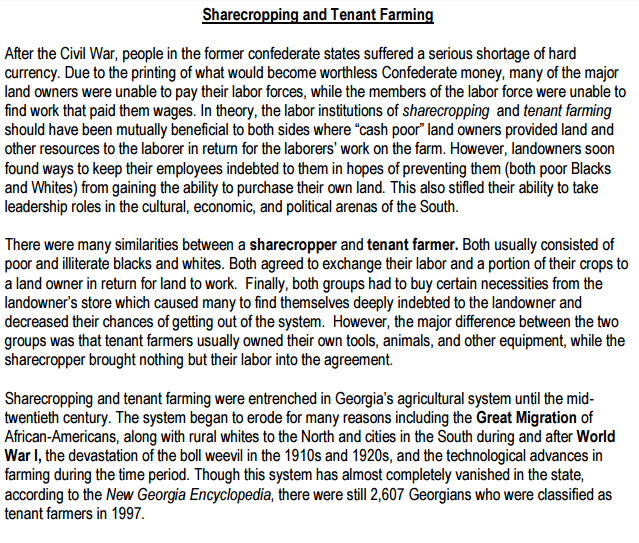 Sharecropping and Tenant Farming
After the Civil War, people in the former confederate states suffered a serious shortage of hard
currency. Due to the printing of what would become worthless Confederate money, many of the major
land owners were unable to pay their labor forces, while the members of the labor force were unable to
find work that paid them wages. In theory, the labor institutions of sharecropping and tenant farming
should have been mutually beneficial to both sides where “cash poor” land owners provided land and
other resources to the laborer in return for the laborers’ work on the farm. However, landowners soon
found ways to keep their employees indebted to them in hopes of preventing them (both poor Blacks
and Whites) from gaining the ability to purchase their own land. This also stifled their ability to take
leadership roles in the cultural, economic, and political arenas of the South.
There were many similarities between a sharecropper and tenant farmer. Both usually consisted of
poor and illiterate blacks and whites. Both agreed to exchange their labor and a portion of their crops to
a land owner in return for land to work. Finally, both groups had to buy certain necessities from the
landowner’s store which caused many to find themselves deeply indebted to the landowner and
decreased their chances of getting out of the system. However, the major difference between the two
groups was that tenant farmers usually owned their own tools, animals, and other equipment, while the
sharecropper brought nothing but their labor into the agreement.
Sharecropping and tenant farming were entrenched in Georgia’s agricultural system until the mid-
twentieth century. The system began to erode for many reasons including the Great Migration of
African-Americans, along with rural whites to the North and cities in the South during and after World
War I, the devastation of the boll weevil in the 1910s and 1920s, and the technological advances in
farming during the time period. Though this system has almost completely vanished in the state,
according to the New Georgia Encyclopedia, there were still 2,607 Georgians who were classified as
tenant farmers in 1997.